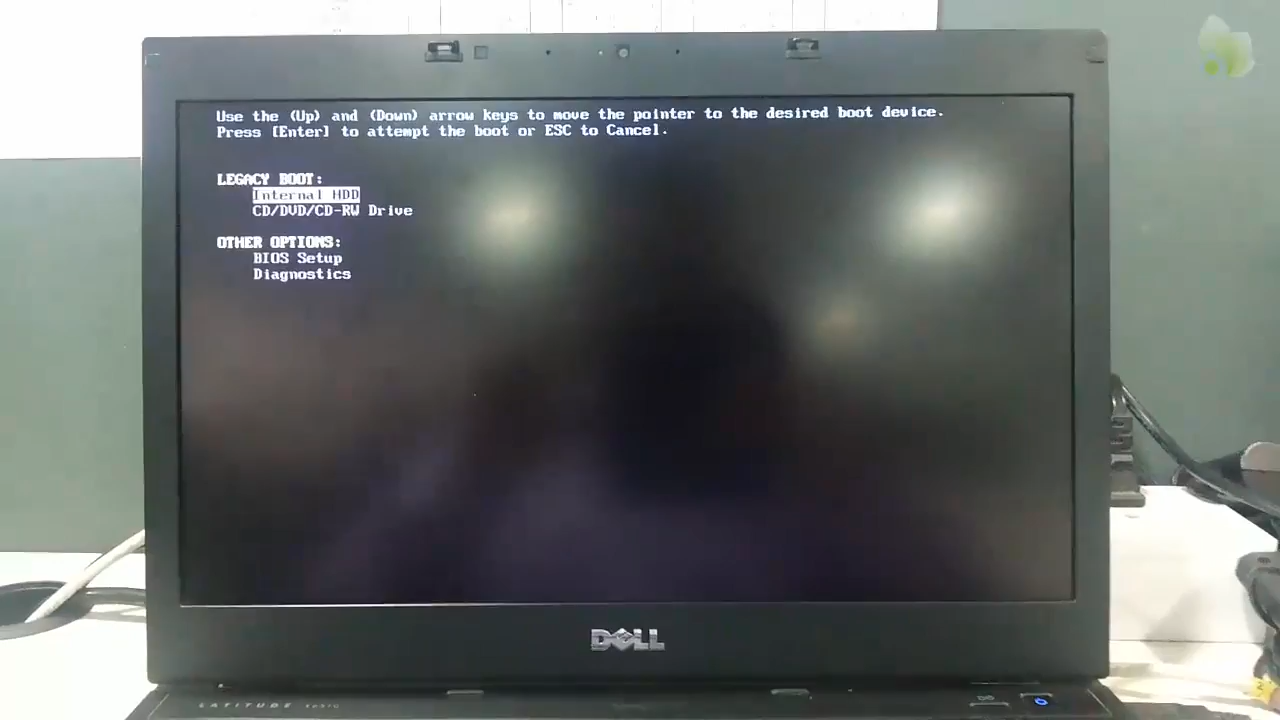 Use the (Up) and (Down) arrow keys to move the pointer to the desired boot device.
Press [Enter] to attempt the boot or ESC to Cancel.
LEGACY BOOT:
Internal HDD
CD/DVD/CD-RW Drive
OTHER OPTIONS:
BIOS Setup
Diagnostics
DELL
LATITUDE